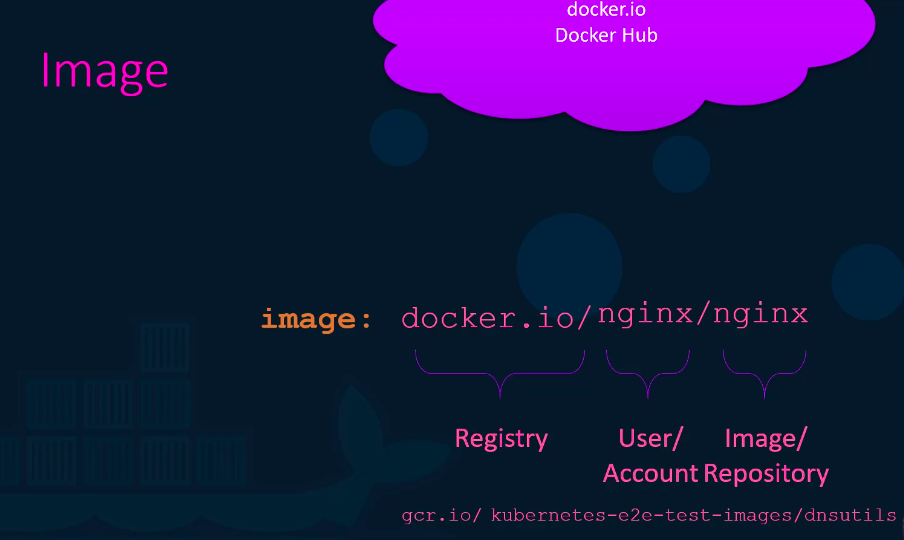 docker.io
Docker Hub
Image
image: docker.io/nginx/nginx
Registry
User/
Account
Image/
Repository
gcr.io/ kubernetes-e2e-test-images/dnsutils